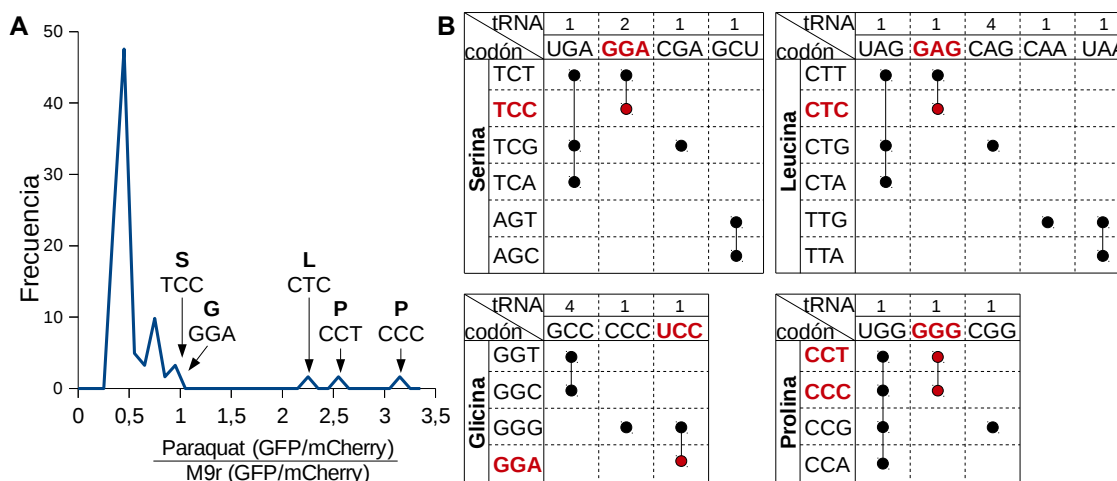 A
Frecuencia
50
40
30
20
10
0
0 0,5 1 1,5 2 2,5 3 3,5
S
TCC
G
GGA
L
CTC
P
CCT
P
CCC
Paraquat (GFP/mCherry)
M9r (GFP/mCherry)
B
tRNA 1 2 1 1
codón UGA GGA CGA GCU
Serina
TCT
TCC
TCG
TCA
AGT
AGC
tRNA 1 1 4 1 1
codón UAG GAG CAG CAA UAA
Leucina
CTT
CTC
CTG
CTA
TTG
TTA
tRNA 4 1 1
codón GCC CCC UCC
Glicina
GGT
GGC
GGG
GGA
tRNA 1 1 1
codón UGG GGG CGG
Prolina
CCT
CCC
CCG
CCA